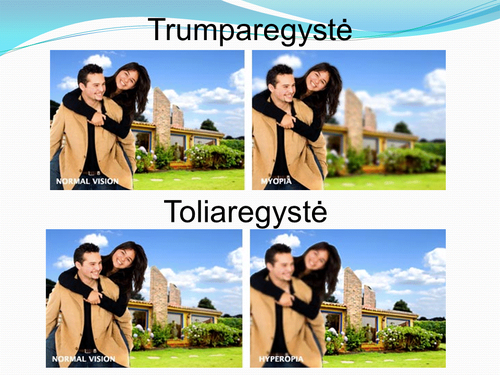 Trumparegystė
NORMAL VISION
MYOPIA
Toliaregystė
NORMAL VISION
HYPEROPIA